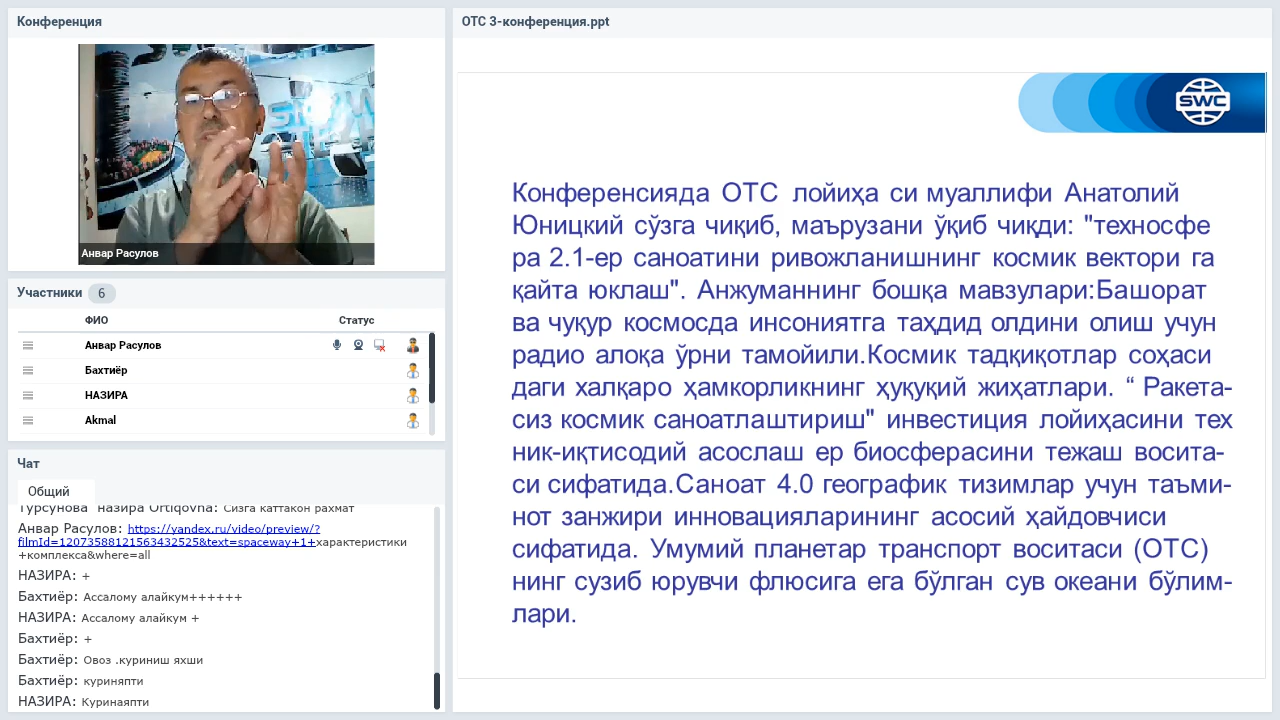 Конференция
Анвар Расулов
Участники 6
ФИО Статус
Анвар Расулов
Бахтиёр
НАЗИРА
Akmal
Чат
Общий
Турсунова назира Ortiqovna: Сизга каттакон рахмат
Анвар Расулов: https://yandex.ru/video/preview/?
filmId=12073588121563432525&text=spaceway+1+характеристики
+комплекса&where=all
НАЗИРА: +
Бахтиёр: Ассалому алайкум++++++
НАЗИРА: Ассалому алайкум +
Бахтиёр: +
Бахтиёр: Овоз .куриниш яхши
Бахтиёр: куриняпти
НАЗИРА: Куринаяпти
ОТС 3-конференция.ppt
SWC
Конференсияда ОТС лойиҳа си муаллифи Анатолий
Юницкий сўзга чиқиб, маърузани ўқиб чиқди: "техносфе
ра 2.1-ер саноатини ривожланишнинг космик вектори га
қайта юклаш". Анжуманнинг бошқа мавзулари:Башорат
ва чуқур космосда инсониятга таҳдид олдини олиш учун
радио алоқа ўрни тамойили.Космик тадқиқотлар соҳаси
даги халқаро ҳамкорликнинг ҳуқуқий жиҳатлари. “ Ракета-
сиз космик саноатлаштириш" инвестиция лойиҳасини тех
ник-иқтисодий асослаш ер биосферасини тежаш восита-
си сифатида.Саноат 4.0 географик тизимлар учун таъми-
нот занжири инновацияларининг асосий ҳайдовчиси
сифатида. Умумий планетар транспорт воситаси (ОТС)
нинг сузиб юрувчи флюсига ега бўлган сув океани бўлим-
лари.